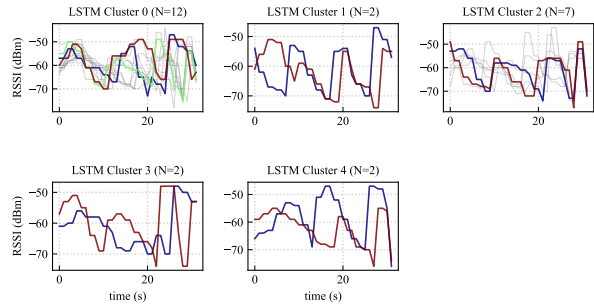 LSTM Cluster 0 (N=12)
LSTM Cluster 1 (N=2)
LSTM Cluster 2 (N=7)
RSSI (dBm)
−50
−60
−70
0
20
−50
−60
−70
0
20
−50
−60
−70
0
20
LSTM Cluster 3 (N=2)
LSTM Cluster 4 (N=2)
RSSI (dBm)
−50
−60
−70
0
20
time (s)
−50
−60
−70
0
20
time (s)